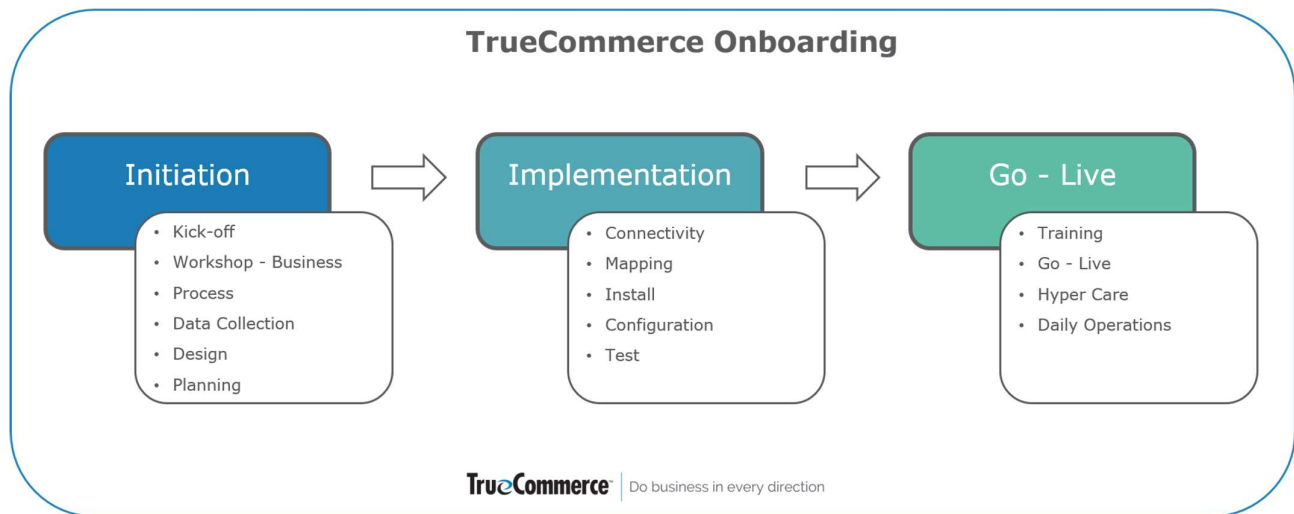 TrueCommerce Onboarding
Initiation
• Kick-off
• Workshop - Business
• Process
• Data Collection
• Design
• Planning
Implementation
• Connectivity
• Mapping
• Install
• Configuration
• Test
Go - Live
• Training
• Go - Live
• Hyper Care
• Daily Operations
TrueCommerce™ Do business in every direction